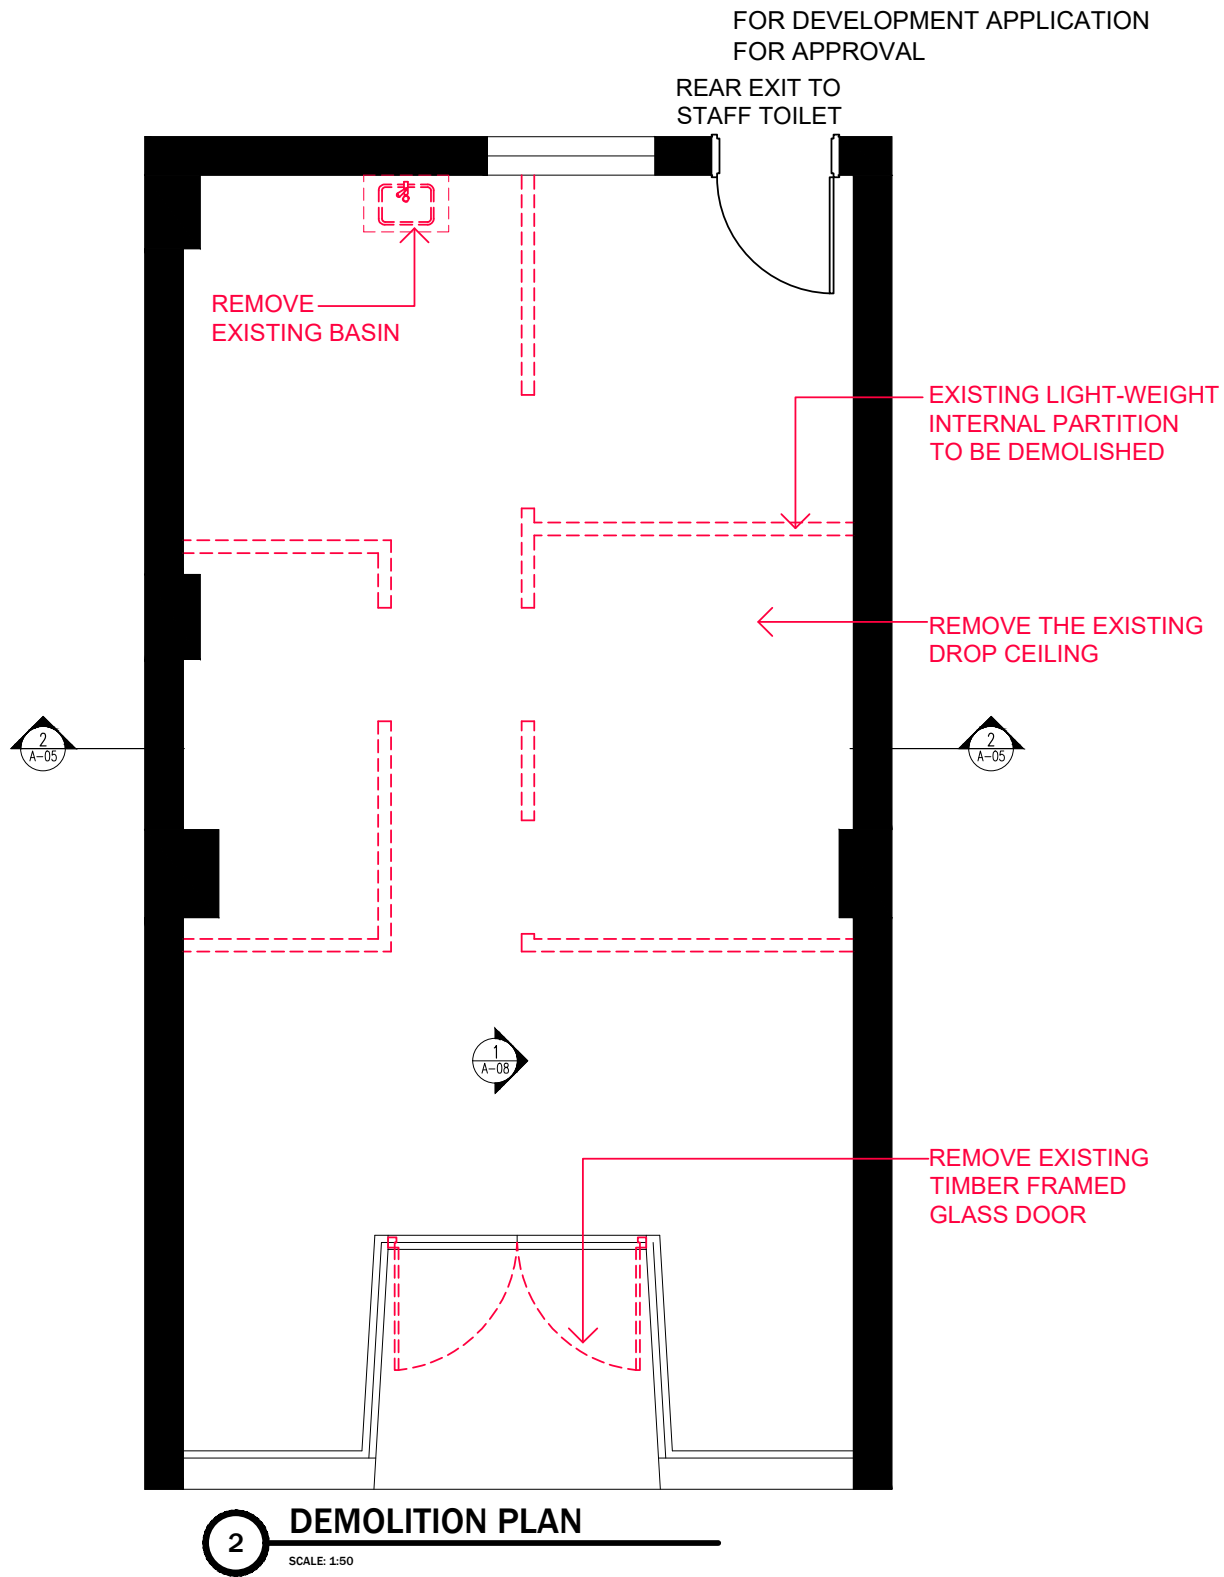 FOR DEVELOPMENT APPLICATION
FOR APPROVAL
REAR EXIT TO
STAFF TOILET
REMOVE
EXISTING BASIN
EXISTING LIGHT-WEIGHT
INTERNAL PARTITION
TO BE DEMOLISHED
REMOVE THE EXISTING
DROP CEILING
2
A-05
2
A-05
1
A-08
REMOVE EXISTING
TIMBER FRAMED
GLASS DOOR
2
DEMOLITION PLAN
SCALE: 1:50